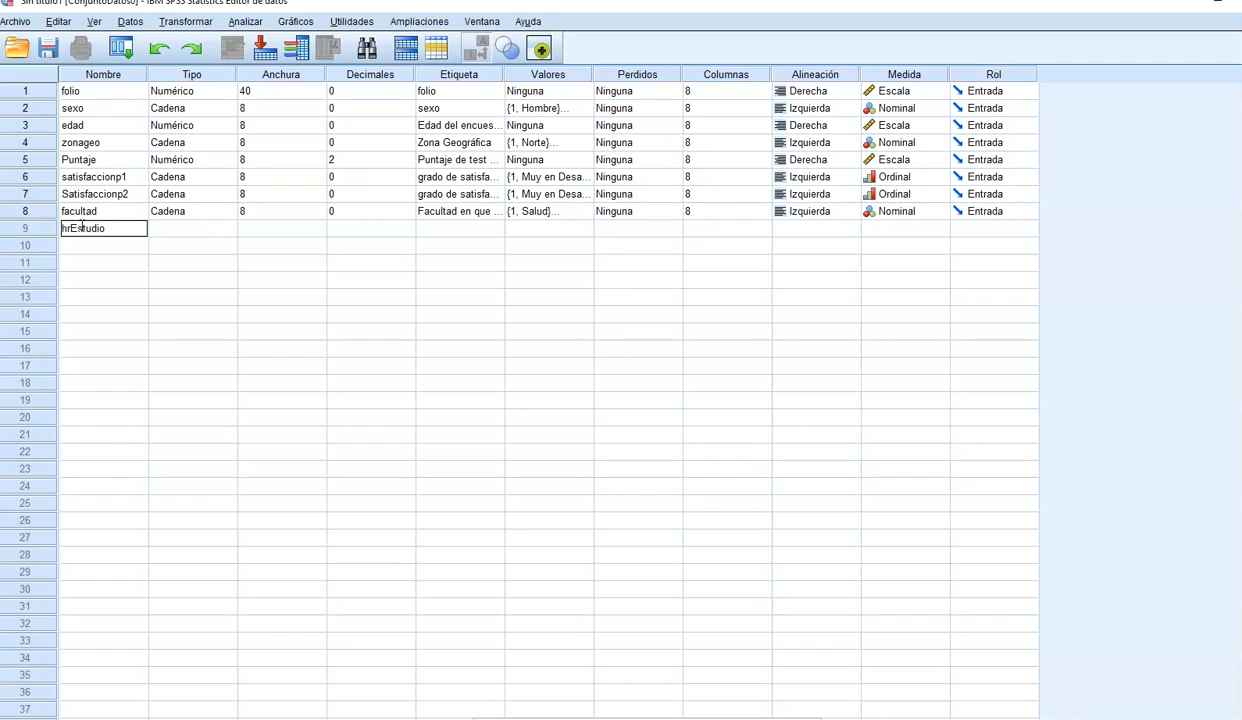 Sin título1 [ConjuntoDatos0] - IBM SPSS Statistics Editor de datos
Archivo Editar Ver Datos Transformar Analizar Gráficos Utilidades Ampliaciones Ventana Ayuda
Nombre Tipo Anchura Decimales Etiqueta Valores Perdidos Columnas Alineación Medida Rol
1 folio Numérico 40 0 folio Ninguna Ninguna 8 Derecha Escala Entrada
2 sexo Cadena 8 0 sexo {1, Hombre}... Ninguna 8 Izquierda Nominal Entrada
3 edad Numérico 8 0 Edad del encues... Ninguna Ninguna 8 Derecha Escala Entrada
4 zonageo Cadena 8 0 Zona Geográfica {1, Norte}... Ninguna 8 Izquierda Nominal Entrada
5 Puntaje Numérico 8 2 Puntaje de test ... Ninguna Ninguna 8 Derecha Escala Entrada
6 satisfaccionp1 Cadena 8 0 grado de satisfa... {1, Muy en Desa... Ninguna 8 Izquierda Ordinal Entrada
7 Satisfaccionp2 Cadena 8 0 grado de satisfa... {1, Muy en Desa... Ninguna 8 Izquierda Ordinal Entrada
8 facultad Cadena 8 0 Facultad en que ... {1, Salud}... Ninguna 8 Izquierda Nominal Entrada
9 hrEstudio
10
11
12
13
14
15
16
17
18
19
20
21
22
23
24
25
26
27
28
29
30
31
32
33
34
35
36
37